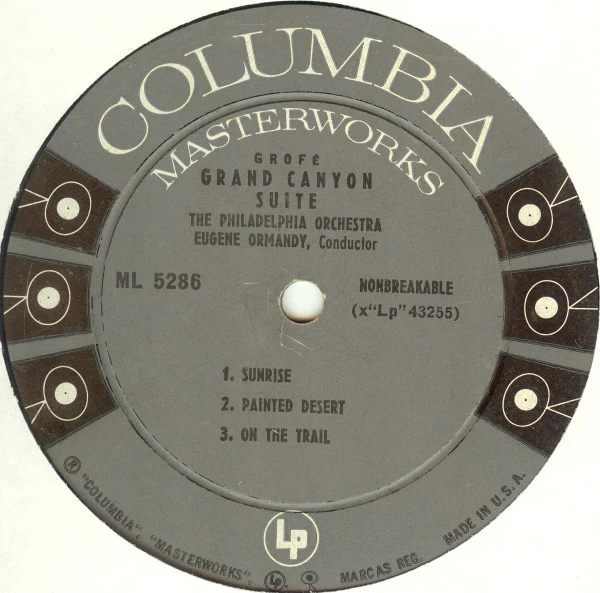 COLUMBIA
MASTERWORKS
GROFÉ
GRAND CANYON
SUITE
THE PHILADELPHIA ORCHESTRA
EUGENE ORMANDY, Conductor
ML 5286
NONBREAKABLE
(x"Lp"43255)
1. SUNRISE
2. PAINTED DESERT
3. ON THE TRAIL
Lp
® "COLUMBIA", "MASTERWORKS", Lp, MARCAS REG. MADE IN U.S.A.